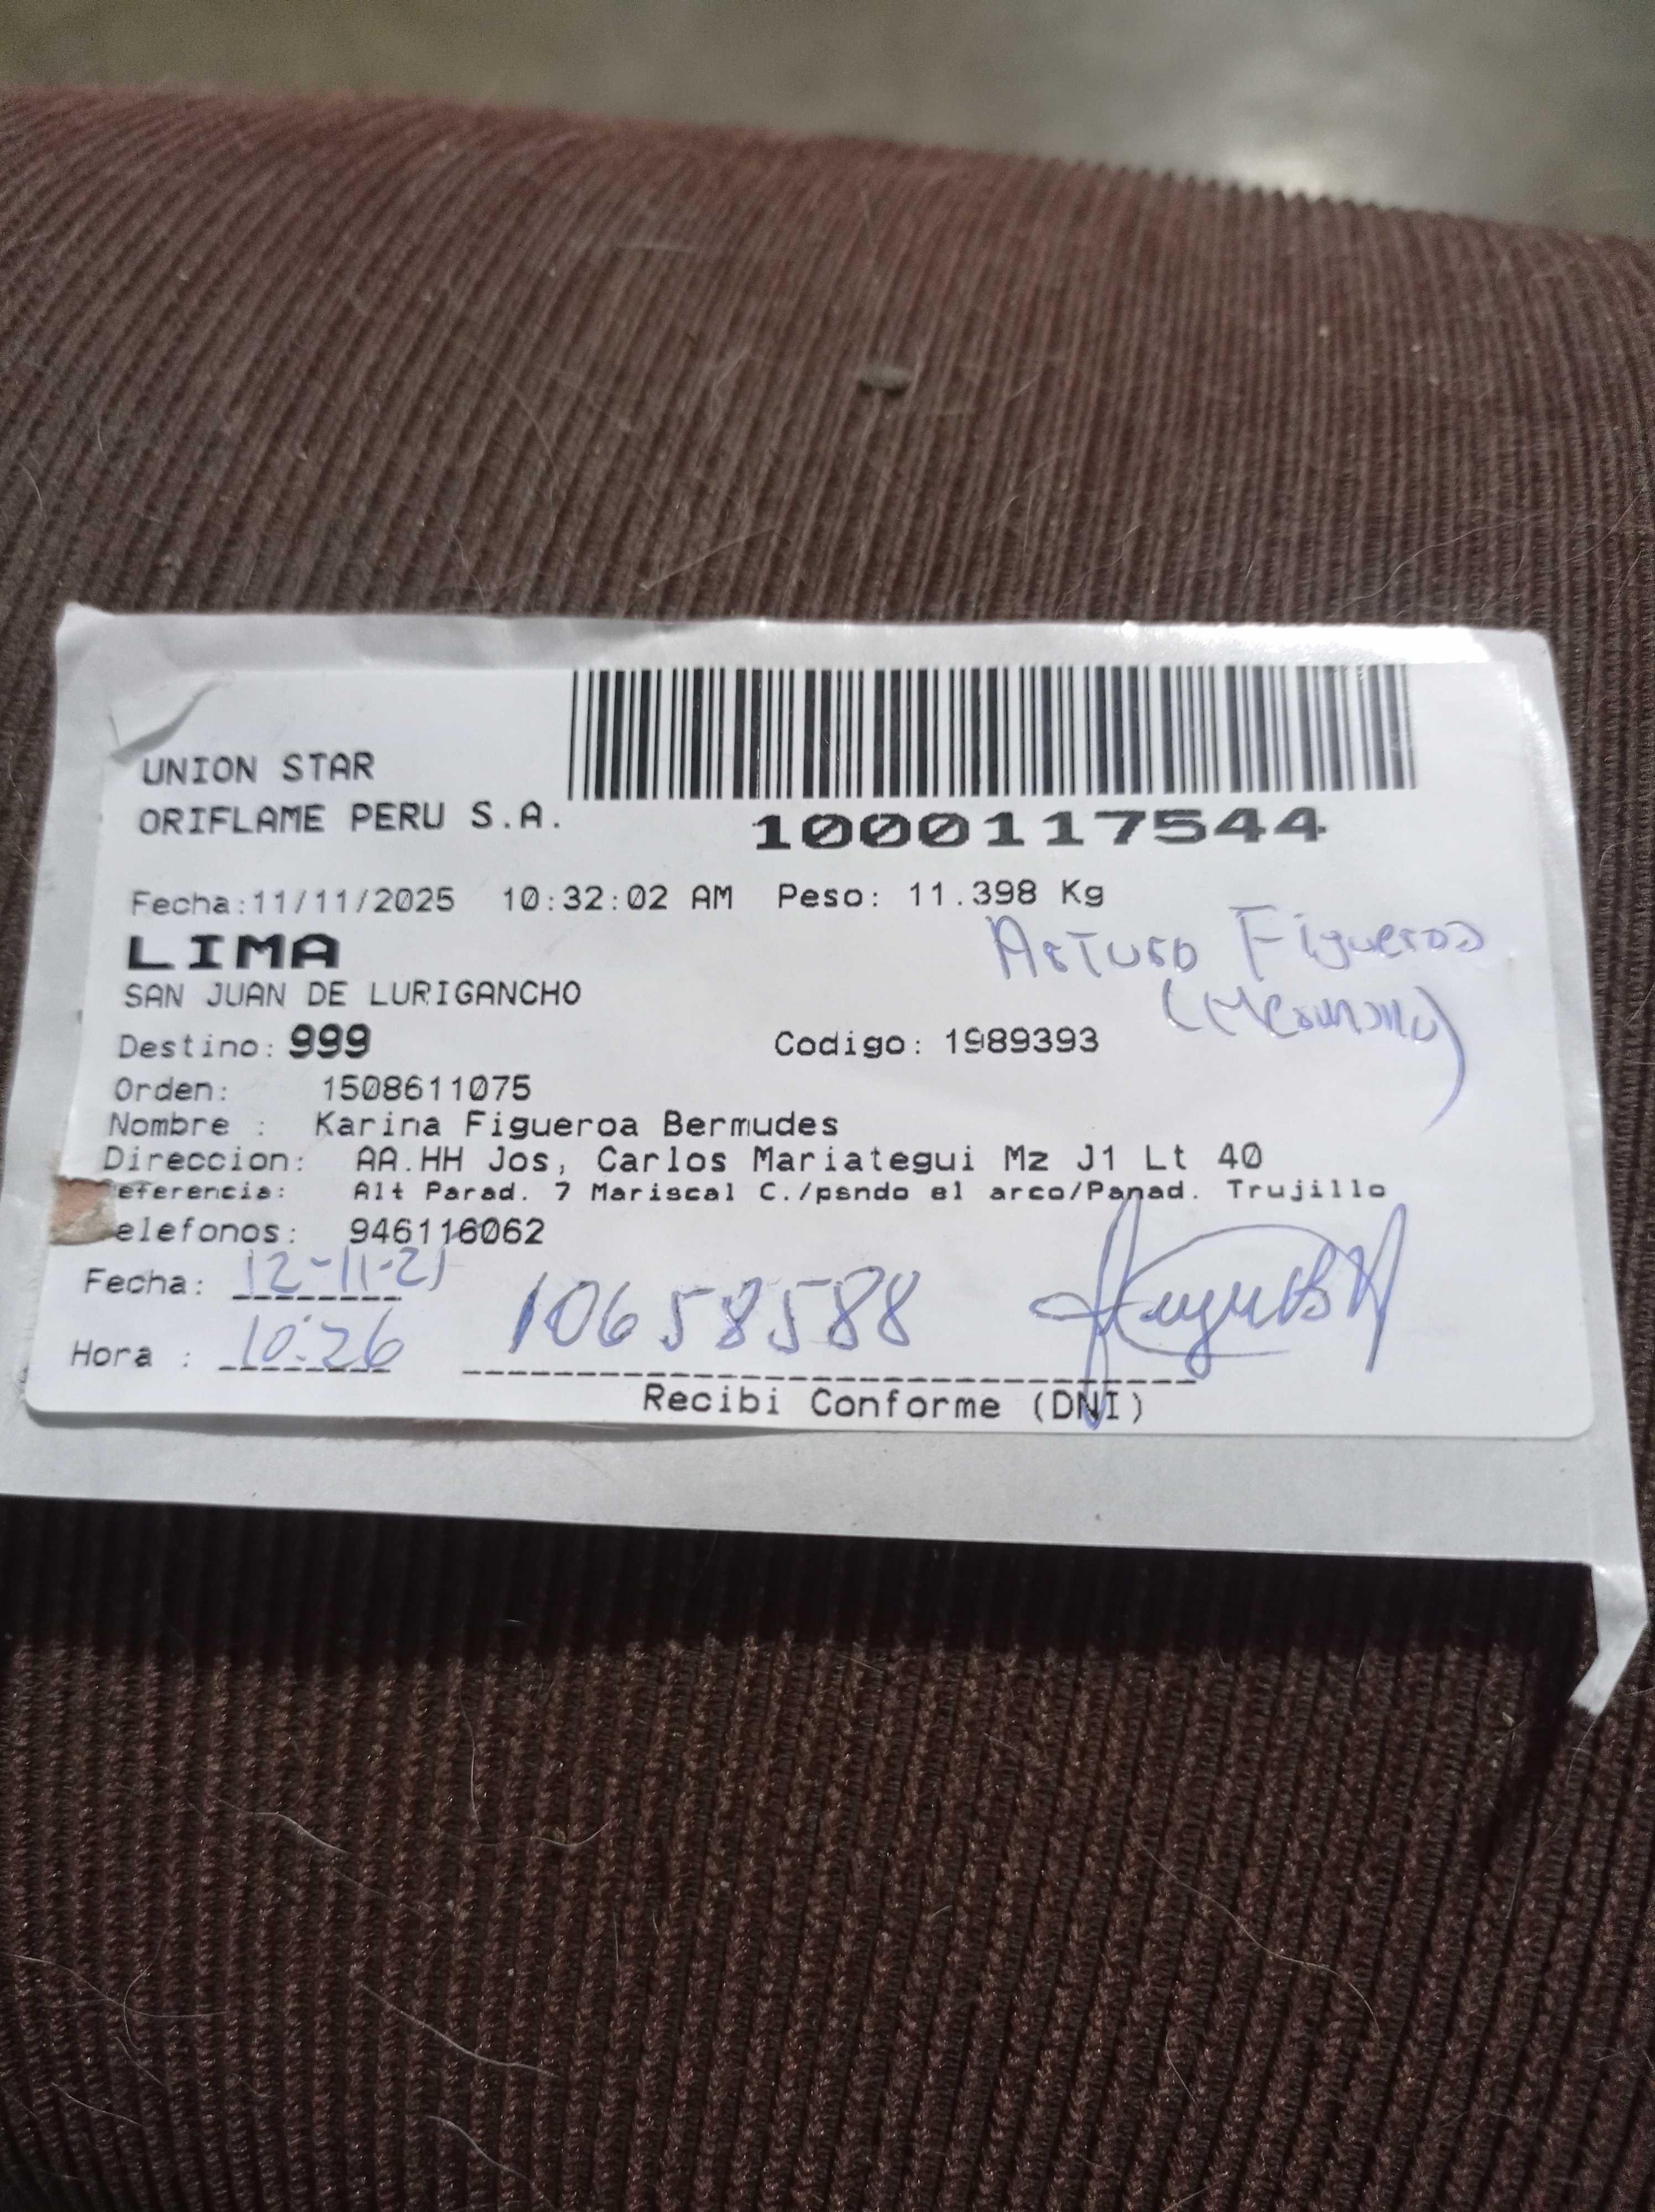 UNION STAR
ORIFLAME PERU S.A.
1000117544
Fecha:11/11/2025 10:32:02 AM Peso: 11.398 Kg
LIMA
Arturo Figueroa
SAN JUAN DE LURIGANCHO
Destino: 999 Codigo: 1989393
Orden: 1508611075
Nombre : Karina Figueroa Bermudes
Direccion: AA.HH Jos, Carlos Mariategui Mz J1 Lt 40
eferencia: Alt Parad. 7 Mariscal C./psndo el arco/Panad. Trujillo
elefonos: 946116062
Fecha: 12-11-25
Hora : 10:26 10658588
Recibi Conforme (DNI)